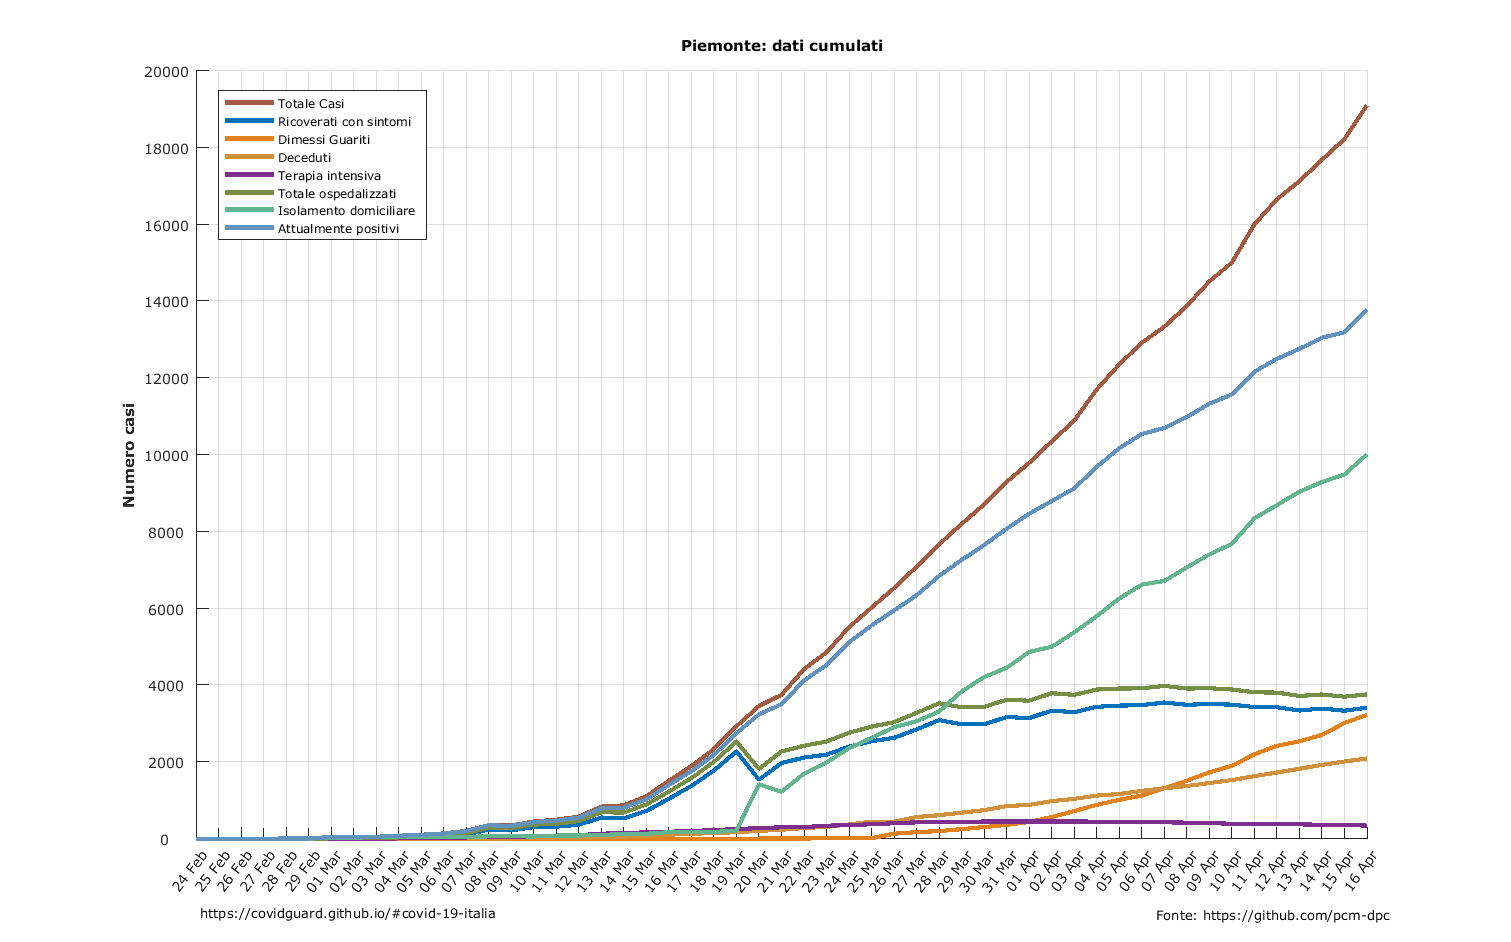 Piemonte: dati cumulati
20000
18000
16000
14000
12000
10000
8000
6000
4000
2000
0
Numero casi
Totale Casi
Ricoverati con sintomi
Dimessi Guariti
Deceduti
Terapia intensiva
Totale ospedalizzati
Isolamento domiciliare
Attualmente positivi
24 Feb
25 Feb
26 Feb
27 Feb
28 Feb
29 Feb
01 Mar
02 Mar
03 Mar
04 Mar
05 Mar
06 Mar
07 Mar
08 Mar
09 Mar
10 Mar
11 Mar
12 Mar
13 Mar
14 Mar
15 Mar
16 Mar
17 Mar
18 Mar
19 Mar
20 Mar
21 Mar
22 Mar
23 Mar
24 Mar
25 Mar
26 Mar
27 Mar
28 Mar
29 Mar
30 Mar
31 Mar
01 Apr
02 Apr
03 Apr
04 Apr
05 Apr
06 Apr
07 Apr
08 Apr
09 Apr
10 Apr
11 Apr
12 Apr
13 Apr
14 Apr
15 Apr
16 Apr
https://covidguard.github.io/#covid-19-italia
Fonte: https://github.com/pcm-dpc